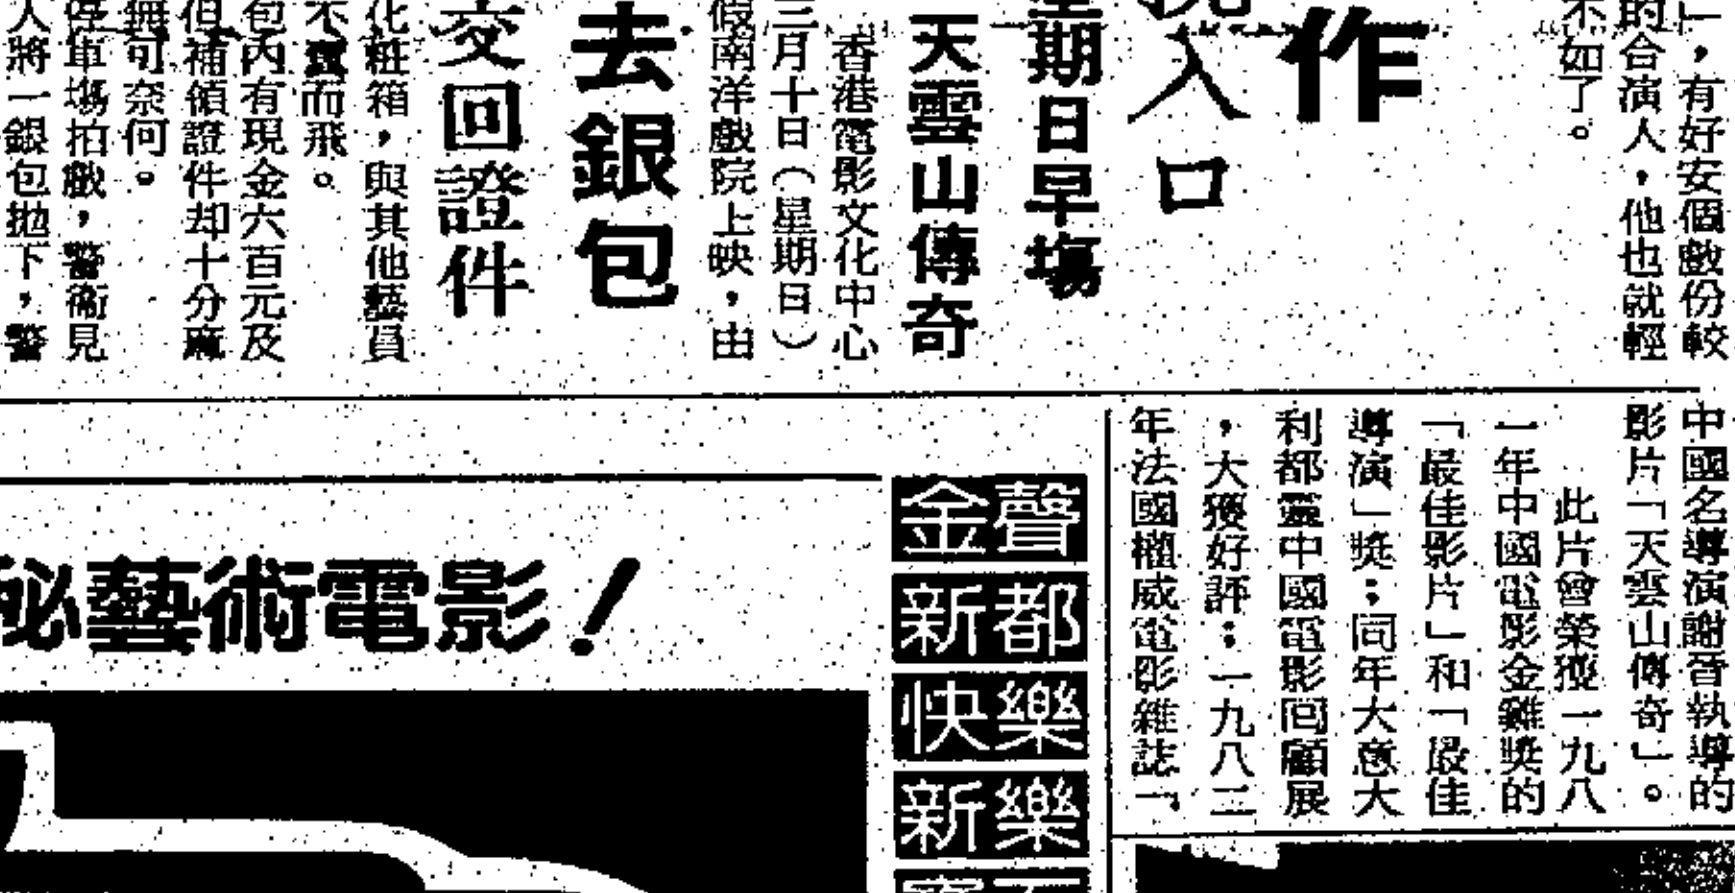 」，有好安個戲份較
的合演人，他也就輕
不如了。
作
入口
星期日早場
天雲山傳奇
香港電影文化中心
三月十日（星期日）
假南洋戲院上映，由
中國名導演謝晉執導的
影片「天雲山傳奇」。
此片曾榮獲一九八
一年中國電影金雞獎的
「最佳影片」和「最佳
導演」獎；同年大意大
利都靈中國電影回顧展
，大獲好評；一九八二
年法國權威電影雜誌「
去銀包
交回證件
化粧箱，與其他藝員
不翼而飛。
包內有現金六百元及
但補領證件却十分麻
無可奈何。
停車場拍戲，警衞見
人將一銀包拋下，警
秘藝術電影！
金聲
新都
快樂
新樂